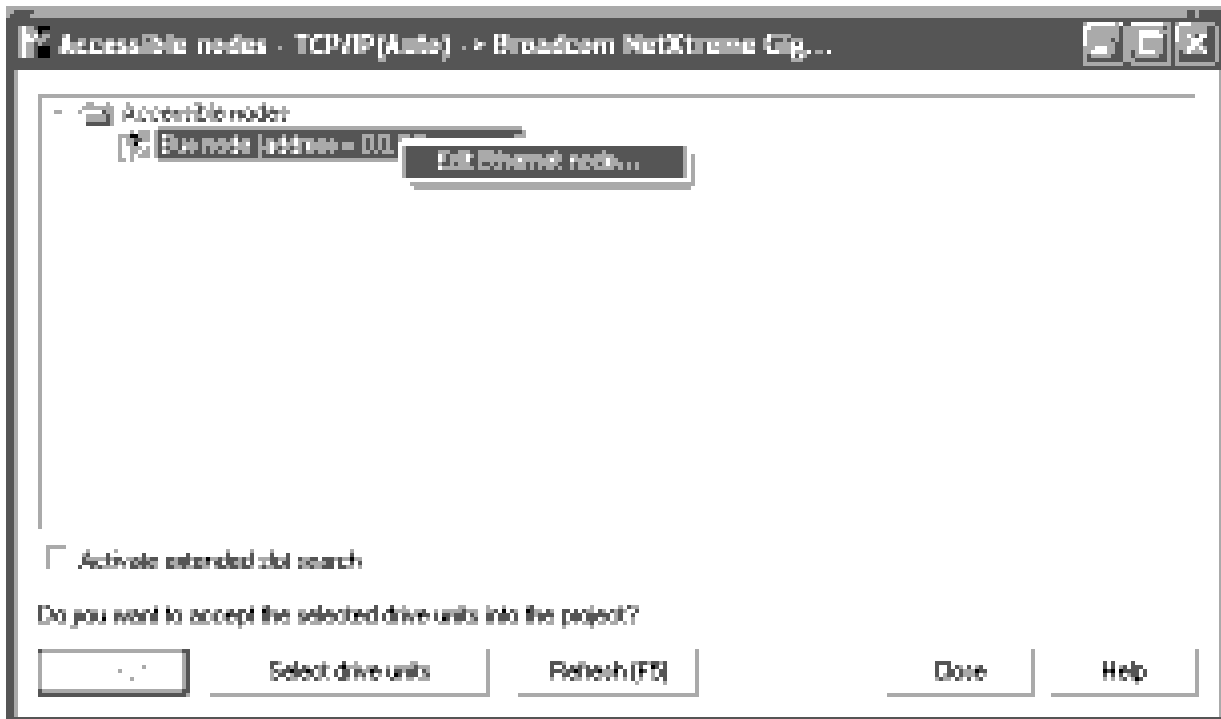 Accessible nodes - TCP/IP(Auto) -> Broadcom NetXtreme Gig...
Accessible nodes
Bus node (address = 0.0.
Edit Ethernet node...
Activate extended slot search
Do you want to accept the selected drive units into the project?
Select drive units
Refresh (F5)
Close
Help